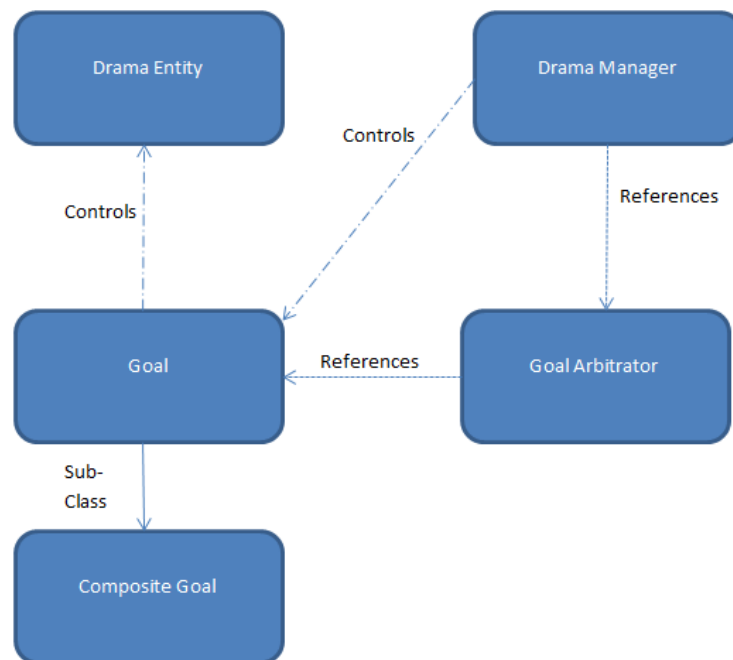 Drama Entity
Drama Manager
Controls
References
Controls
Goal
References
Goal Arbitrator
Sub-
Class
Composite Goal